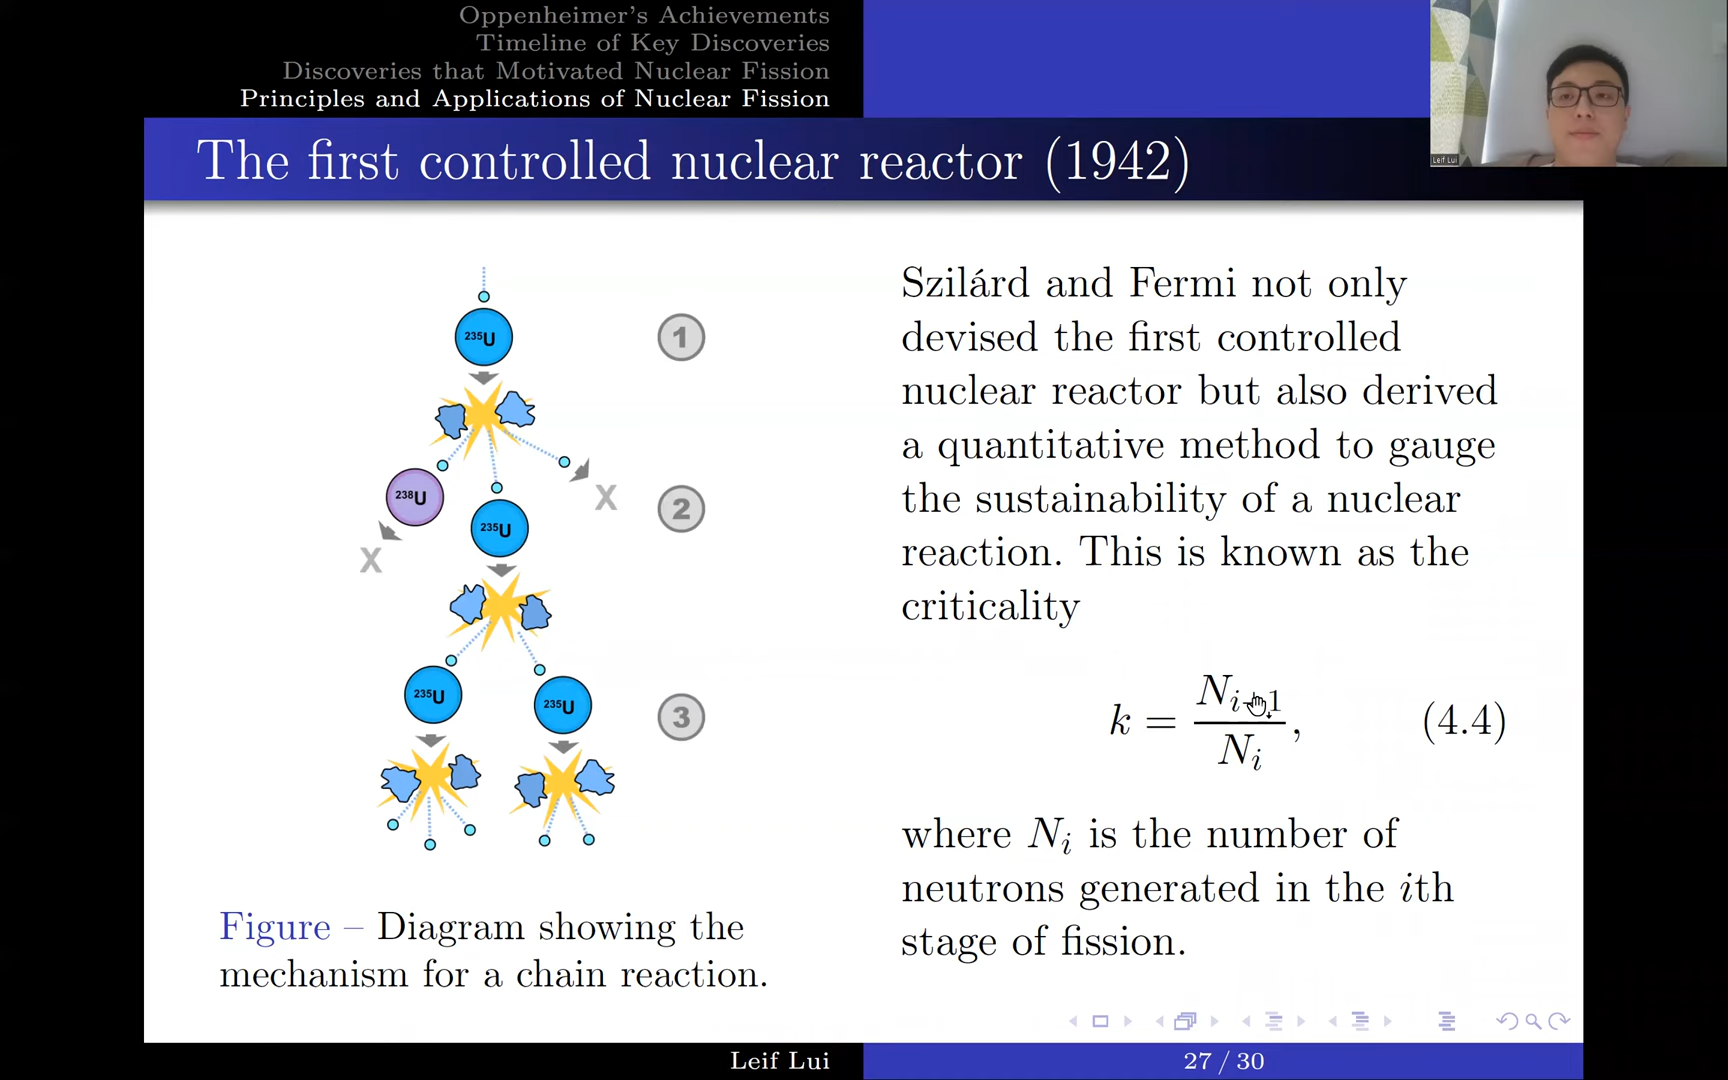 Oppenheimer's Achievements
Timeline of Key Discoveries
Discoveries that Motivated Nuclear Fission
Principles and Applications of Nuclear Fission
Leif Lui
The first controlled nuclear reactor (1942)
235U
1
238U
235U
X
2
X
235U
235U
3
Figure – Diagram showing the
mechanism for a chain reaction.
Szilárd and Fermi not only
devised the first controlled
nuclear reactor but also derived
a quantitative method to gauge
the sustainability of a nuclear
reaction. This is known as the
criticality
k = N_{i+1} / N_i , (4.4)
where N_i is the number of
neutrons generated in the ith
stage of fission.
Leif Lui
27 / 30